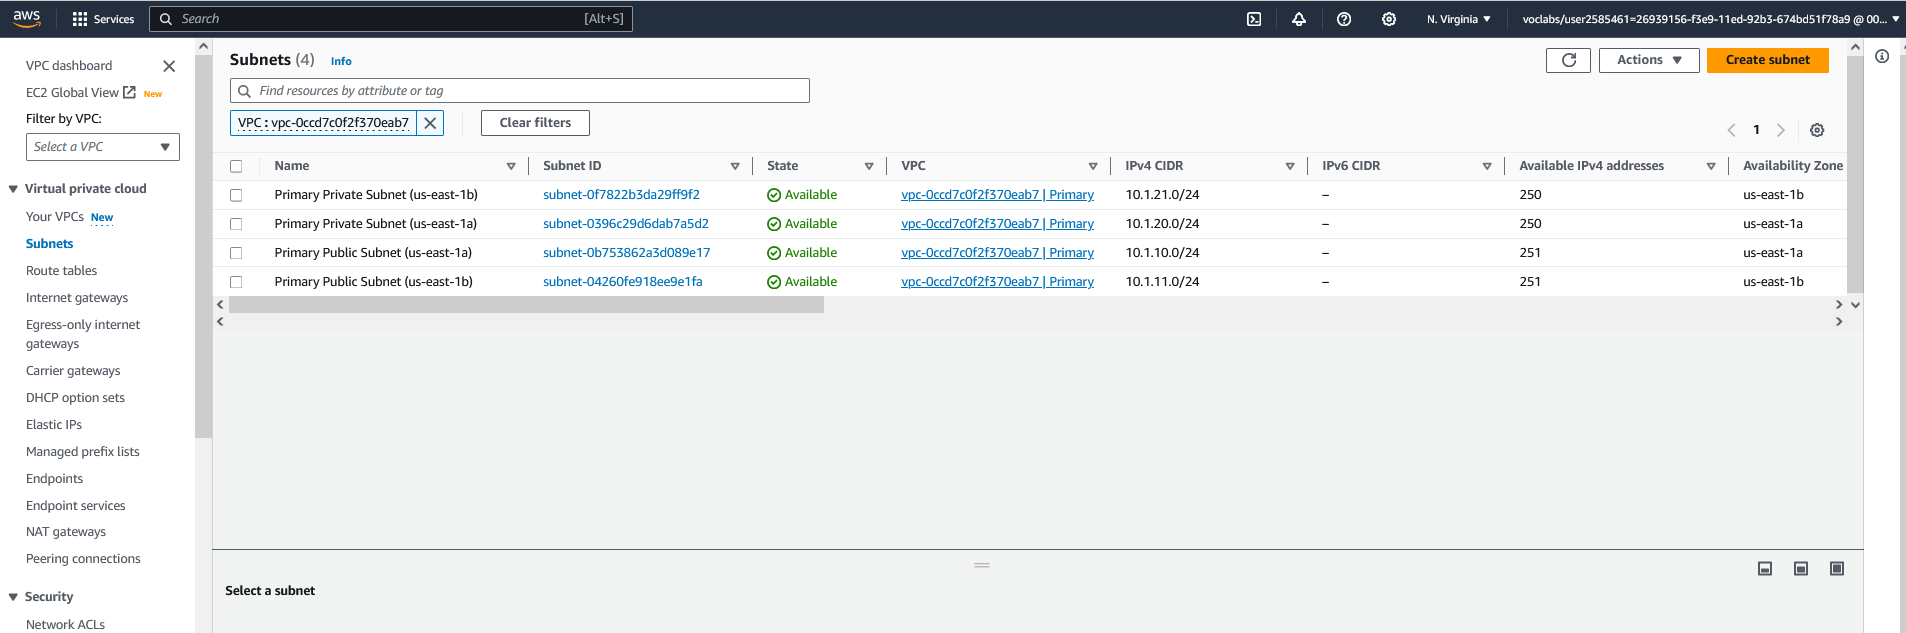 aws Services Search [Alt+S] N. Virginia voclabs/user2585461=26939156-f3e9-11ed-92b3-674bd51f78a9 @ 00...
VPC dashboard
EC2 Global View New
Filter by VPC:
Select a VPC
Virtual private cloud
Your VPCs New
Subnets
Route tables
Internet gateways
Egress-only internet
gateways
Carrier gateways
DHCP option sets
Elastic IPs
Managed prefix lists
Endpoints
Endpoint services
NAT gateways
Peering connections
Security
Network ACLs
Subnets (4) Info Actions Create subnet
Find resources by attribute or tag
VPC : vpc-0ccd7c0f2f370eab7 Clear filters
1
Name Subnet ID State VPC IPv4 CIDR IPv6 CIDR Available IPv4 addresses Availability Zone
Primary Private Subnet (us-east-1b) subnet-0f7822b3da29ff9f2 Available vpc-0ccd7c0f2f370eab7 | Primary 10.1.21.0/24 – 250 us-east-1b
Primary Private Subnet (us-east-1a) subnet-0396c29d6dab7a5d2 Available vpc-0ccd7c0f2f370eab7 | Primary 10.1.20.0/24 – 250 us-east-1a
Primary Public Subnet (us-east-1a) subnet-0b753862a3d089e17 Available vpc-0ccd7c0f2f370eab7 | Primary 10.1.10.0/24 – 251 us-east-1a
Primary Public Subnet (us-east-1b) subnet-04260fe918ee9e1fa Available vpc-0ccd7c0f2f370eab7 | Primary 10.1.11.0/24 – 251 us-east-1b
Select a subnet